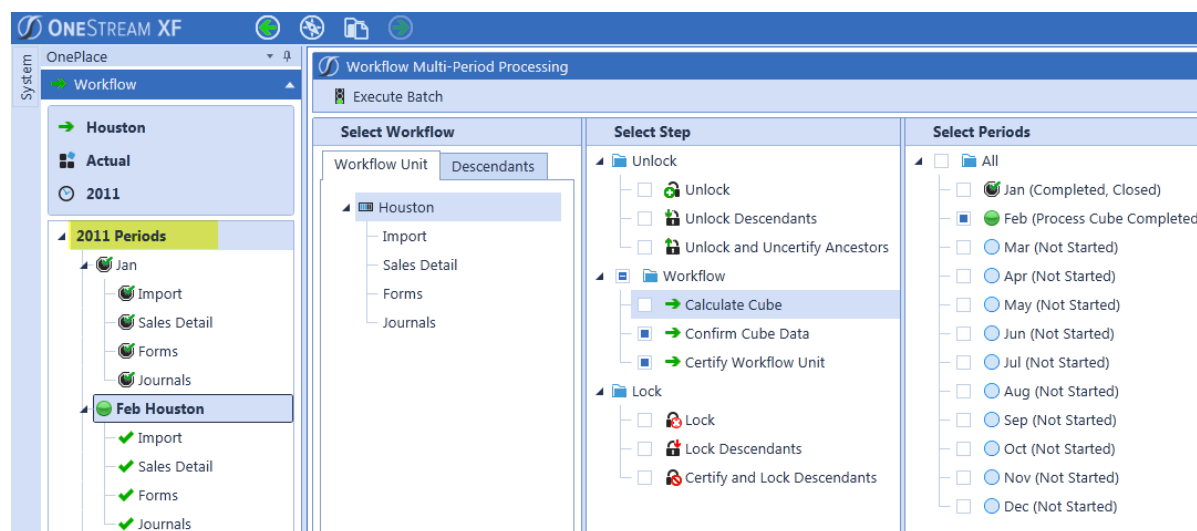 ONESTREAM XF
System
OnePlace
Workflow
Houston
Actual
2011
2011 Periods
Jan
Import
Sales Detail
Forms
Journals
Feb Houston
Import
Sales Detail
Forms
Journals
Workflow Multi-Period Processing
Execute Batch
Select Workflow
Workflow Unit
Descendants
Houston
Import
Sales Detail
Forms
Journals
Select Step
Unlock
Unlock
Unlock Descendants
Unlock and Uncertify Ancestors
Workflow
Calculate Cube
Confirm Cube Data
Certify Workflow Unit
Lock
Lock
Lock Descendants
Certify and Lock Descendants
Select Periods
All
Jan (Completed, Closed)
Feb (Process Cube Completed
Mar (Not Started)
Apr (Not Started)
May (Not Started)
Jun (Not Started)
Jul (Not Started)
Aug (Not Started)
Sep (Not Started)
Oct (Not Started)
Nov (Not Started)
Dec (Not Started)